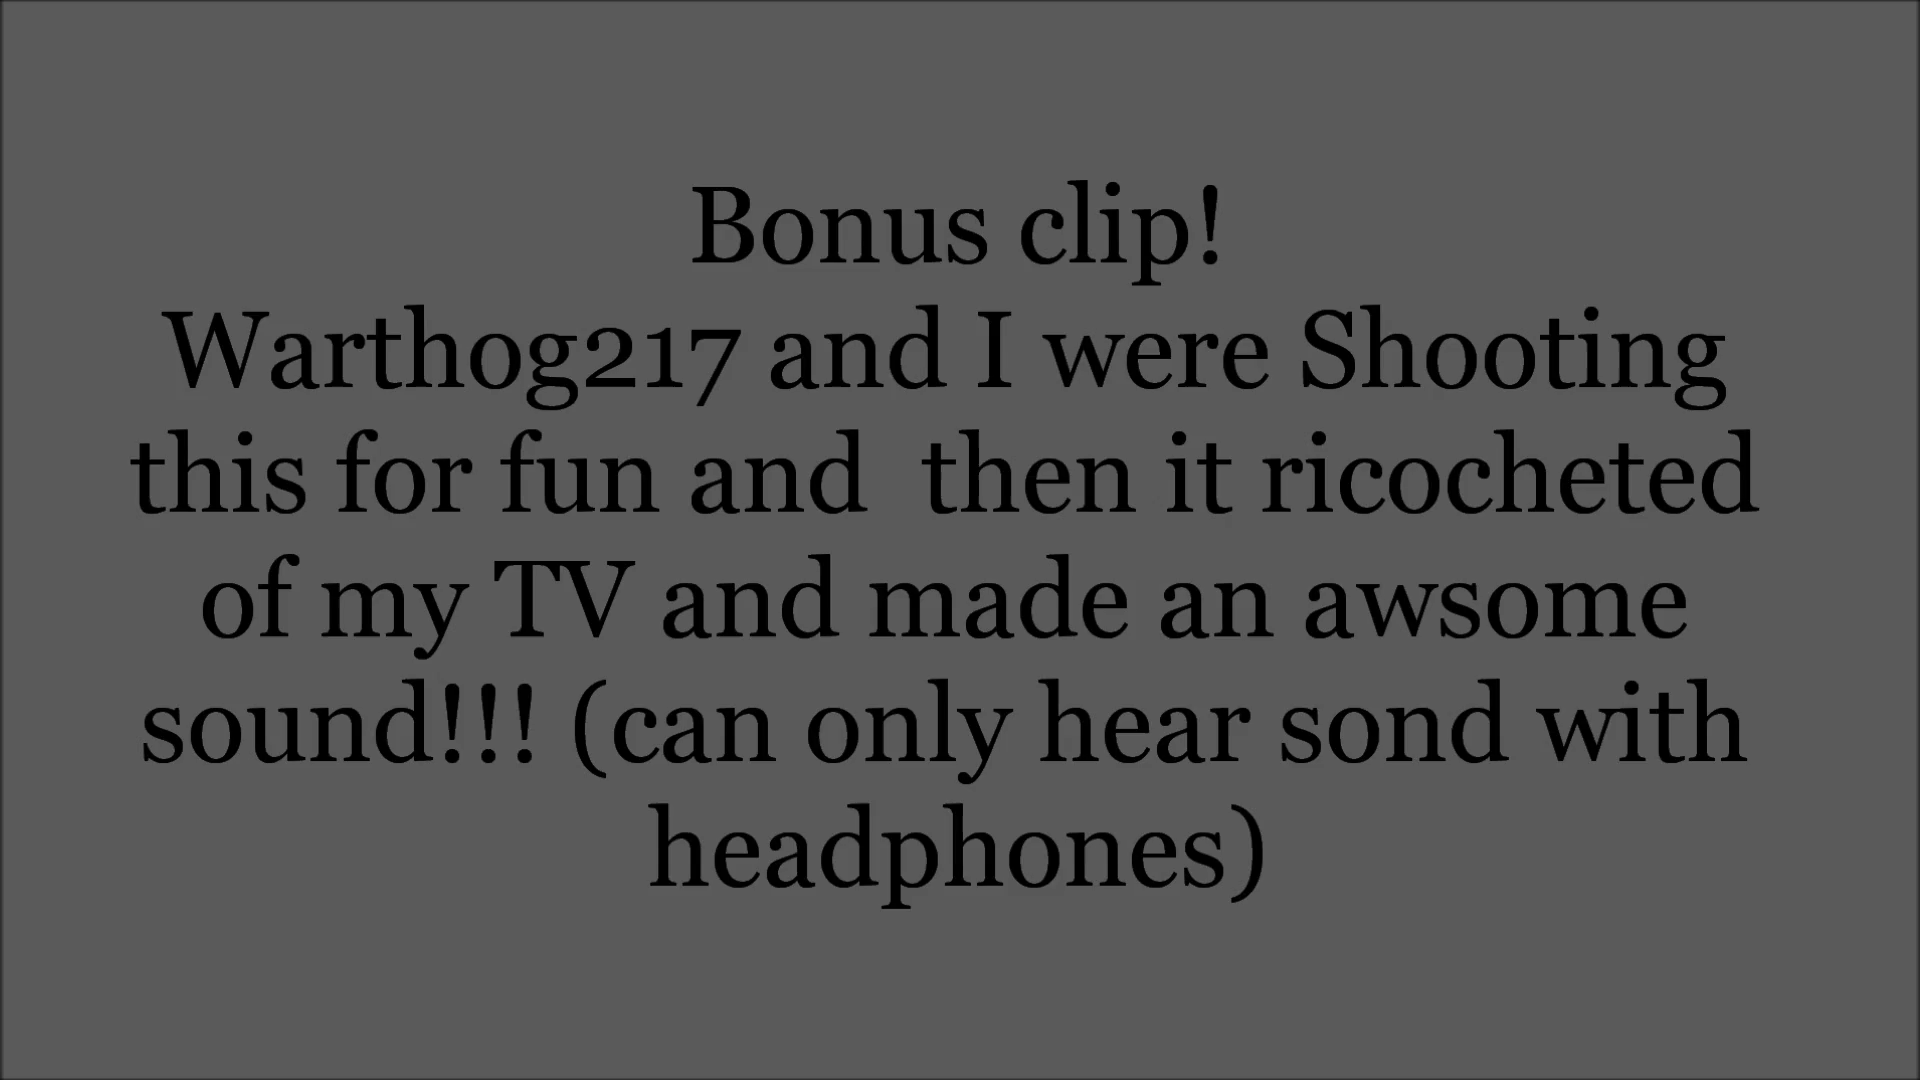 Bonus clip!
Warthog217 and I were Shooting
this for fun and  then it ricocheted
of my TV and made an awsome
sound!!! (can only hear sond with
headphones)